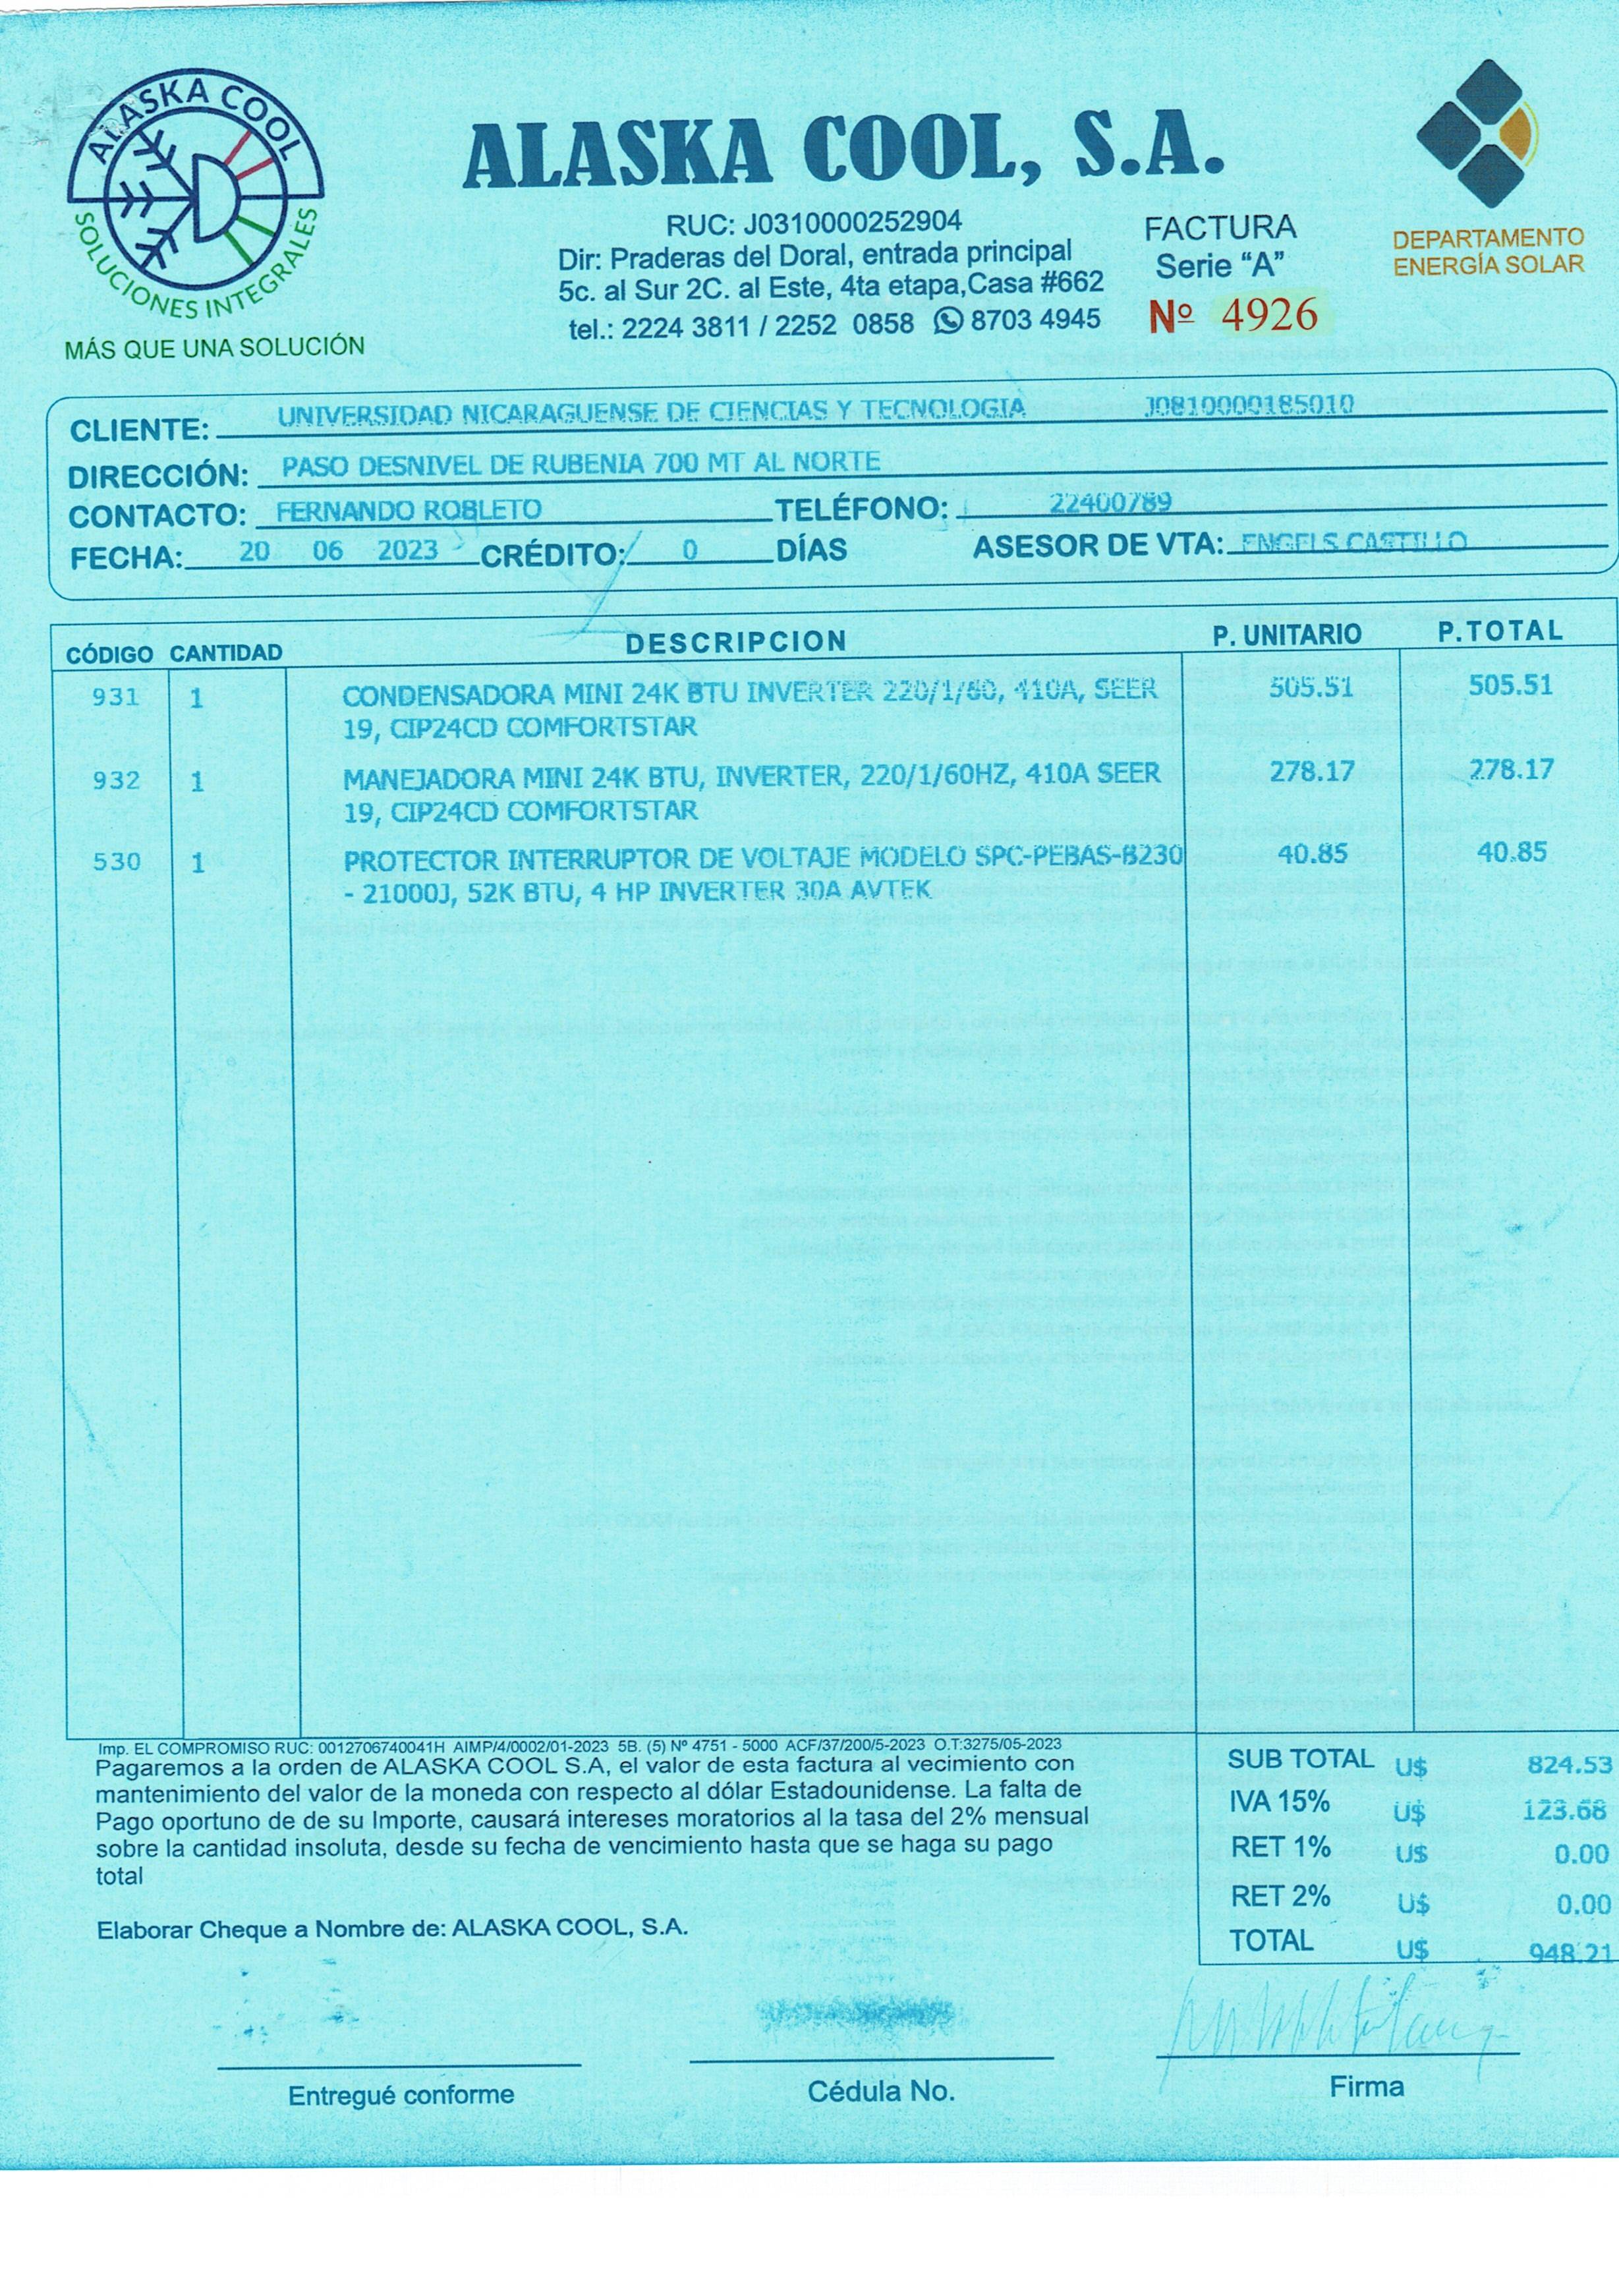 ALASKA COOL
SOLUCIONES INTEGRALES
MÁS QUE UNA SOLUCIÓN
ALASKA COOL, S.A.
RUC: J0310000252904
Dir: Praderas del Doral, entrada principal
5c. al Sur 2C. al Este, 4ta etapa,Casa #662
tel.: 2224 3811 / 2252 0858 8703 4945
FACTURA
Serie “A”
Nº 4926
DEPARTAMENTO
ENERGÍA SOLAR
CLIENTE: UNIVERSIDAD NICARAGUENSE DE CIENCIAS Y TECNOLOGIA J0810000185010
DIRECCIÓN: PASO DESNIVEL DE RUBENIA 700 MT AL NORTE
CONTACTO: FERNANDO ROBLETO TELÉFONO: 22400789
FECHA: 20 06 2023 CRÉDITO: 0 DÍAS ASESOR DE VTA: ENGELS CASTILLO
CÓDIGO CANTIDAD DESCRIPCION P. UNITARIO P.TOTAL
931 1 CONDENSADORA MINI 24K BTU INVERTER 220/1/60, 410A, SEER 505.51 505.51
19, CIP24CD COMFORTSTAR
932 1 MANEJADORA MINI 24K BTU, INVERTER, 220/1/60HZ, 410A SEER 278.17 278.17
19, CIP24CD COMFORTSTAR
530 1 PROTECTOR INTERRUPTOR DE VOLTAJE MODELO SPC-PEBAS-B230 40.85 40.85
- 21000J, 52K BTU, 4 HP INVERTER 30A AVTEK
Imp. EL COMPROMISO RUC: 0012706740041H AIMP/4/0002/01-2023 5B. (5) Nº 4751 - 5000 ACF/37/200/5-2023 O.T:3275/05-2023
Pagaremos a la orden de ALASKA COOL S.A, el valor de esta factura al vecimiento con
mantenimiento del valor de la moneda con respecto al dólar Estadounidense. La falta de
Pago oportuno de de su Importe, causará intereses moratorios al la tasa del 2% mensual
sobre la cantidad insoluta, desde su fecha de vencimiento hasta que se haga su pago
total
Elaborar Cheque a Nombre de: ALASKA COOL, S.A.
SUB TOTAL U$ 824.53
IVA 15% U$ 123.68
RET 1% U$ 0.00
RET 2% U$ 0.00
TOTAL U$ 948.21
Entregué conforme
Cédula No.
Firma